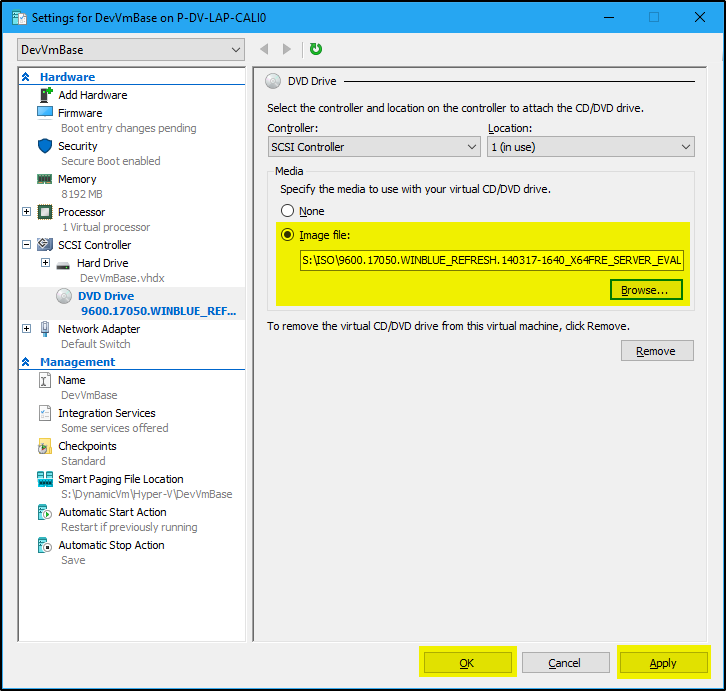 Settings for DevVmBase on P-DV-LAP-CALI0
DevVmBase
Hardware
Add Hardware
Firmware
Boot entry changes pending
Security
Secure Boot enabled
Memory
8192 MB
Processor
1 Virtual processor
SCSI Controller
Hard Drive
DevVmBase.vhdx
DVD Drive
9600.17050.WINBLUE_REF...
Network Adapter
Default Switch
Management
Name
DevVmBase
Integration Services
Some services offered
Checkpoints
Standard
Smart Paging File Location
S:\DynamicVm\Hyper-V\DevVmBase
Automatic Start Action
Restart if previously running
Automatic Stop Action
Save
DVD Drive
Select the controller and location on the controller to attach the CD/DVD drive.
Controller: Location:
SCSI Controller 1 (in use)
Media
Specify the media to use with your virtual CD/DVD drive.
None
Image file:
S:\ISO\9600.17050.WINBLUE_REFRESH.140317-1640_X64FRE_SERVER_EVAL
Browse...
To remove the virtual CD/DVD drive from this virtual machine, click Remove.
Remove
OK Cancel Apply